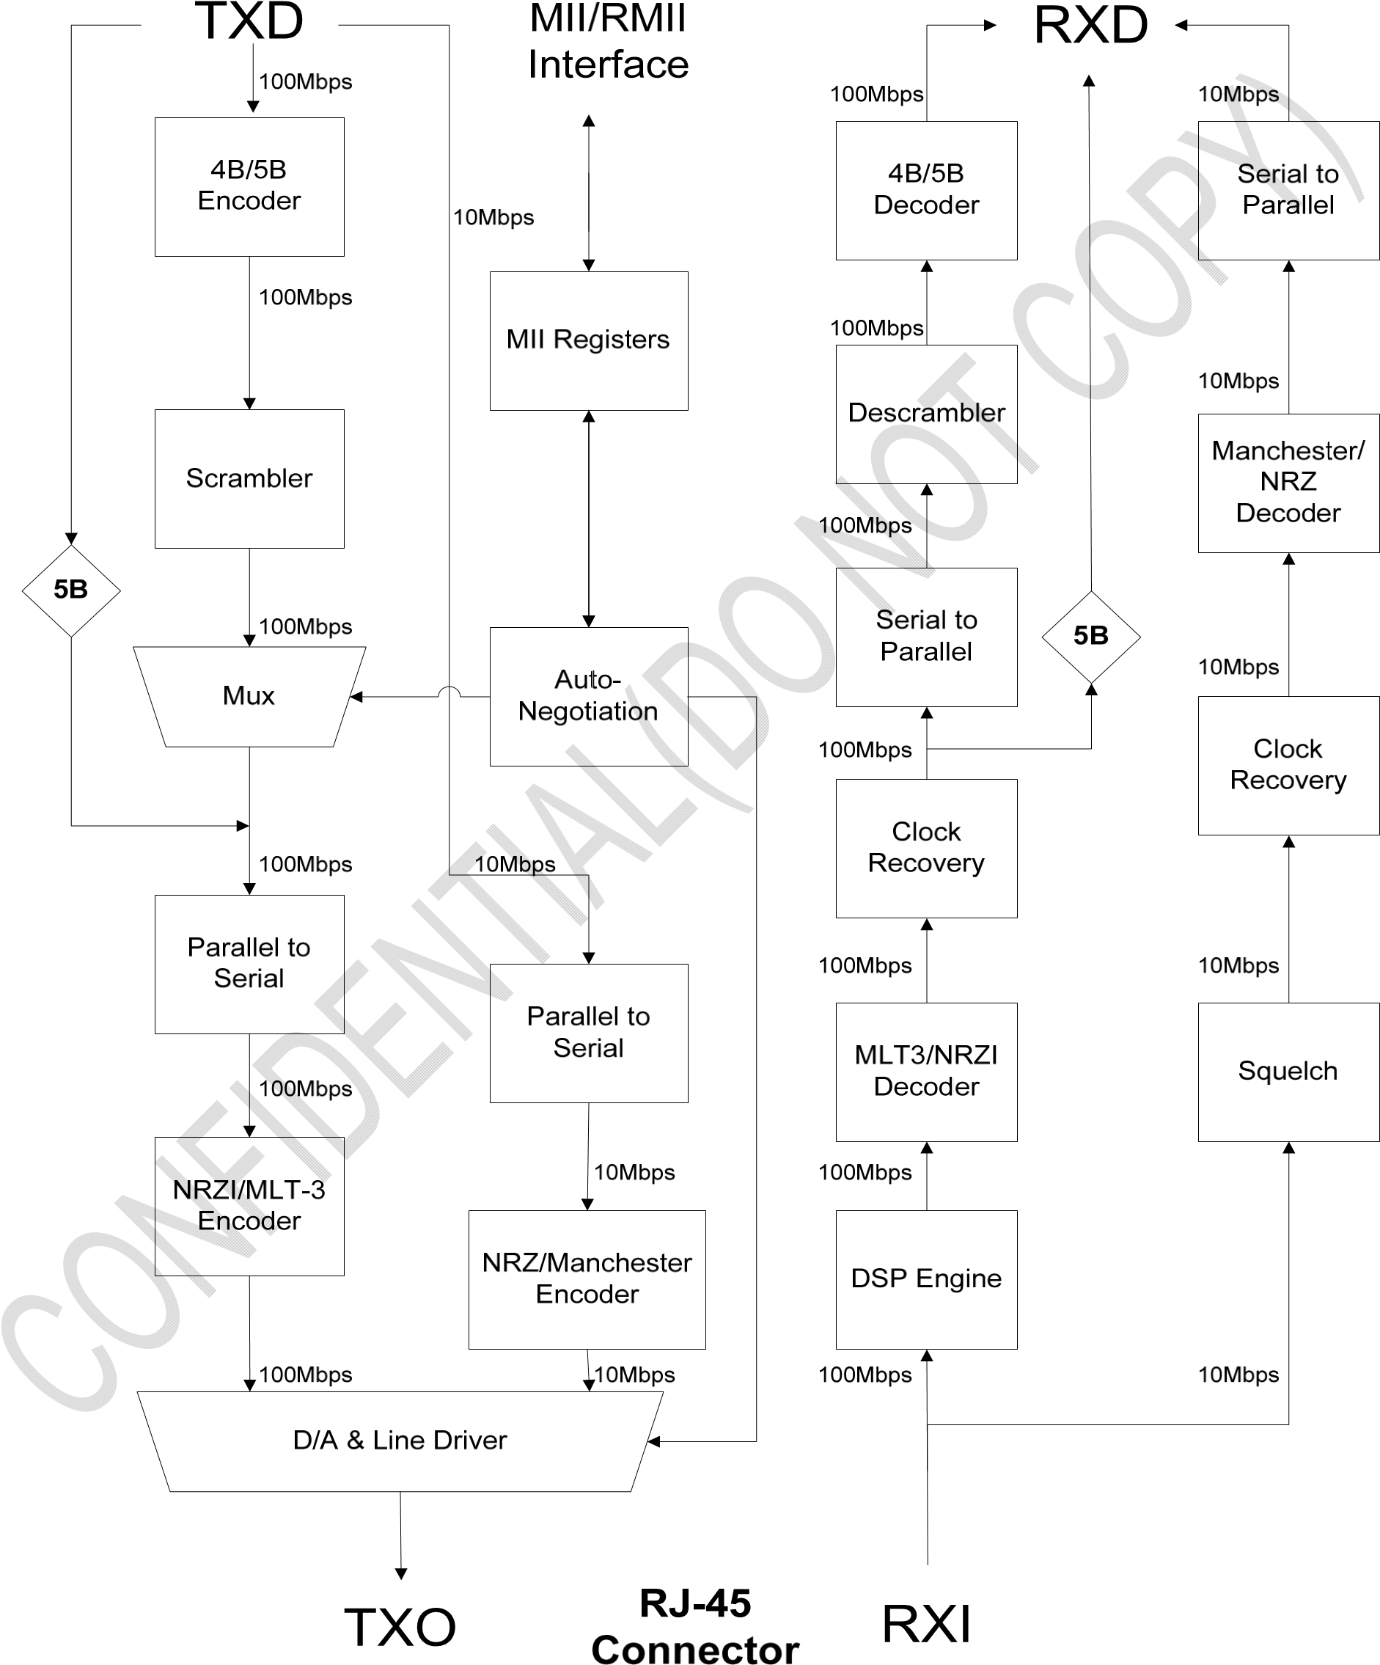 TXD
MII/RMII
Interface
RXD
100Mbps
100Mbps
10Mbps
4B/5B
Encoder
10Mbps
4B/5B
Decoder
Serial to
Parallel
100Mbps
MII Registers
100Mbps
10Mbps
Scrambler
Descrambler
Manchester/
NRZ
Decoder
100Mbps
5B
100Mbps
Serial to
Parallel
5B
10Mbps
Mux
Auto-
Negotiation
100Mbps
Clock
Recovery
100Mbps
10Mbps
Clock
Recovery
Parallel to
Serial
100Mbps
10Mbps
Parallel to
Serial
MLT3/NRZI
Decoder
Squelch
100Mbps
NRZI/MLT-3
Encoder
10Mbps
100Mbps
NRZ/Manchester
Encoder
DSP Engine
100Mbps
10Mbps
100Mbps
10Mbps
D/A & Line Driver
TXO
RJ-45
Connector
RXI
CONFIDENTIAL(DO NOT COPY)